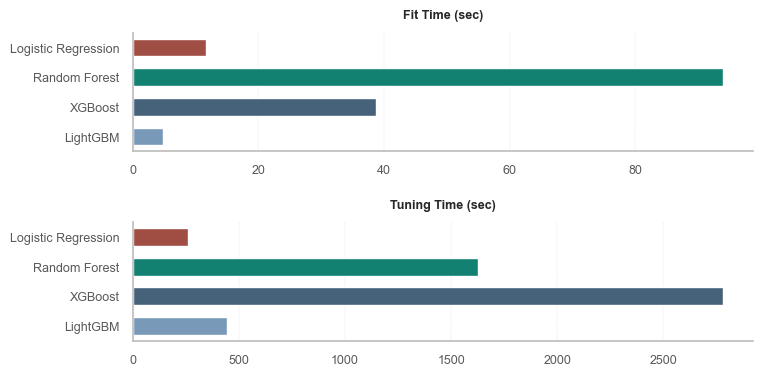 Fit Time (sec)
Logistic Regression
Random Forest
XGBoost
LightGBM
0 20 40 60 80
Tuning Time (sec)
Logistic Regression
Random Forest
XGBoost
LightGBM
0 500 1000 1500 2000 2500